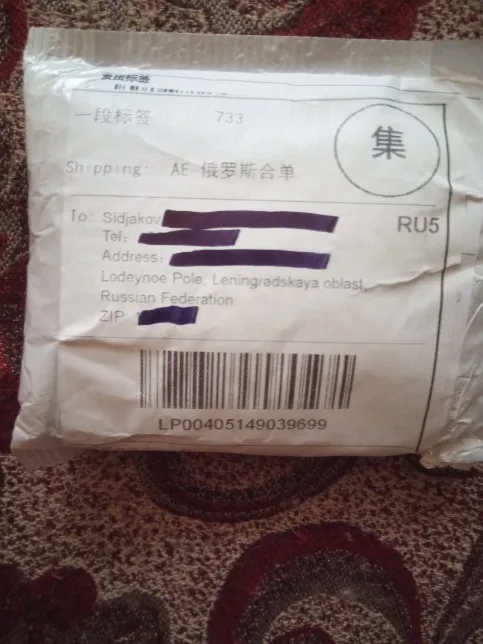 一段标签 733
集
Shipping: AE 俄罗斯合单
To: Sidjakov
RU5
Tel:
Address:
Lodeynoe Pole, Leningradskaya oblast,
Russian Federation
ZIP
LP00405149039699